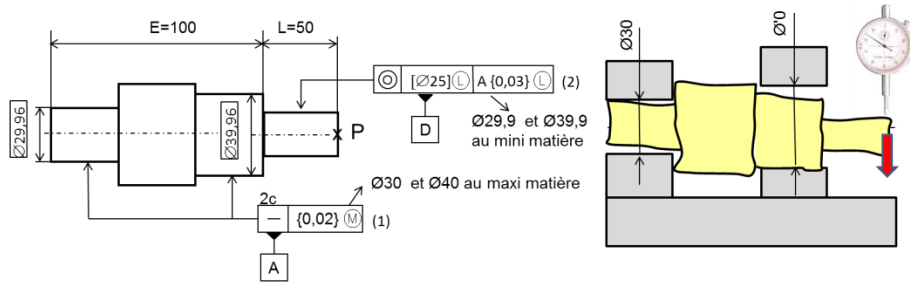 E=100
L=50
Ø30
Ø'0
◎ [Ø25]Ⓛ A {0,03} Ⓛ (2)
Ø29,96
Ø39,96
P
D
Ø29,9 et Ø39,9
au mini matière
Ø30 et Ø40 au maxi matière
2c
— {0,02} Ⓜ (1)
A